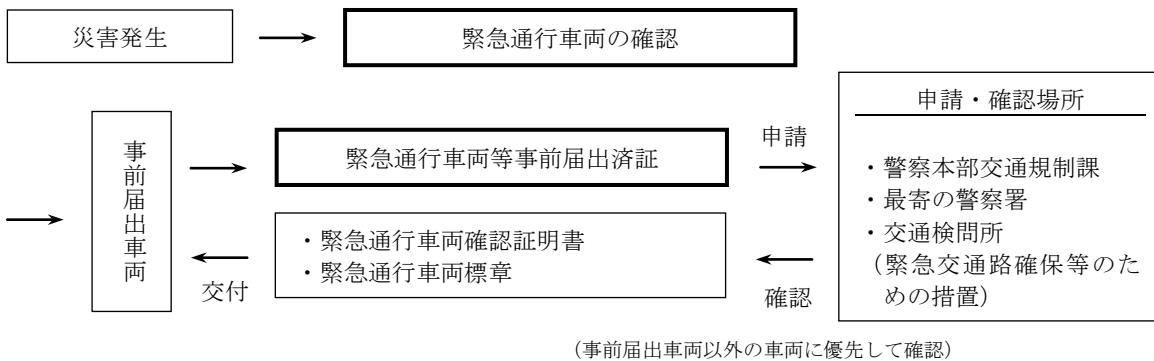 災害発生
緊急通行車両の確認
事前届出車両
緊急通行車両等事前届出済証
申請
申請・確認場所
・警察本部交通規制課
・最寄の警察署
・交通検問所
（緊急交通路確保等のた
めの措置）
確認
・緊急通行車両確認証明書
・緊急通行車両標章
交付
（事前届出車両以外の車両に優先して確認）